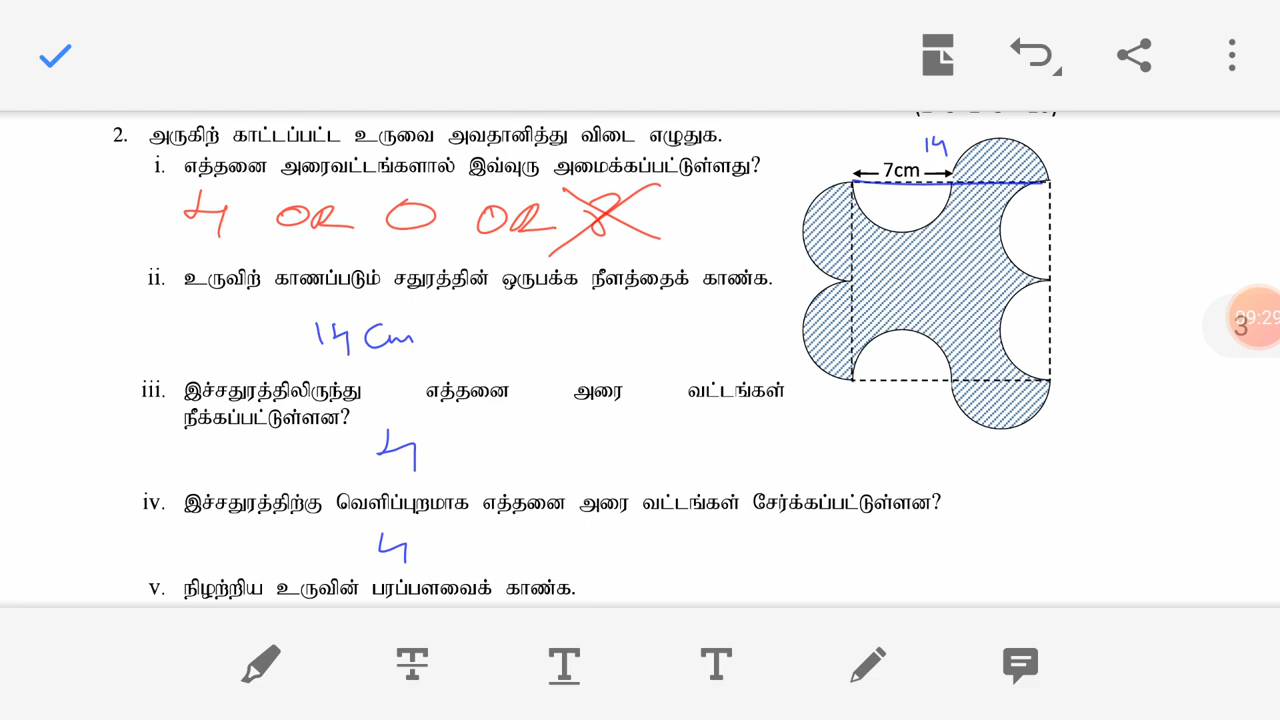 2. அருகிற் காட்டப்பட்ட உருவை அவதானித்து விடை எழுதுக.
14
7cm
i. எத்தனை அரைவட்டங்களால் இவ்வுரு அமைக்கப்பட்டுள்ளது?
4 OR 0 OR 8
ii. உருவிற் காணப்படும் சதுரத்தின் ஒருபக்க நீளத்தைக் காண்க.
09:29
3
14 Cm
iii. இச்சதுரத்திலிருந்து எத்தனை அரை வட்டங்கள்
நீக்கப்பட்டுள்ளன?
4
iv. இச்சதுரத்திற்கு வெளிப்புறமாக எத்தனை அரை வட்டங்கள் சேர்க்கப்பட்டுள்ளன?
4
v. நிழற்றிய உருவின் பரப்பளவைக் காண்க.